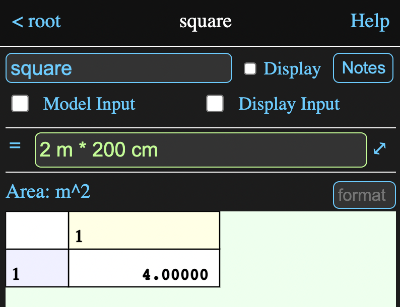 < root square Help
square Display Notes
Model Input Display Input
= 2 m * 200 cm
Area: m^2 format
1
1 4.00000